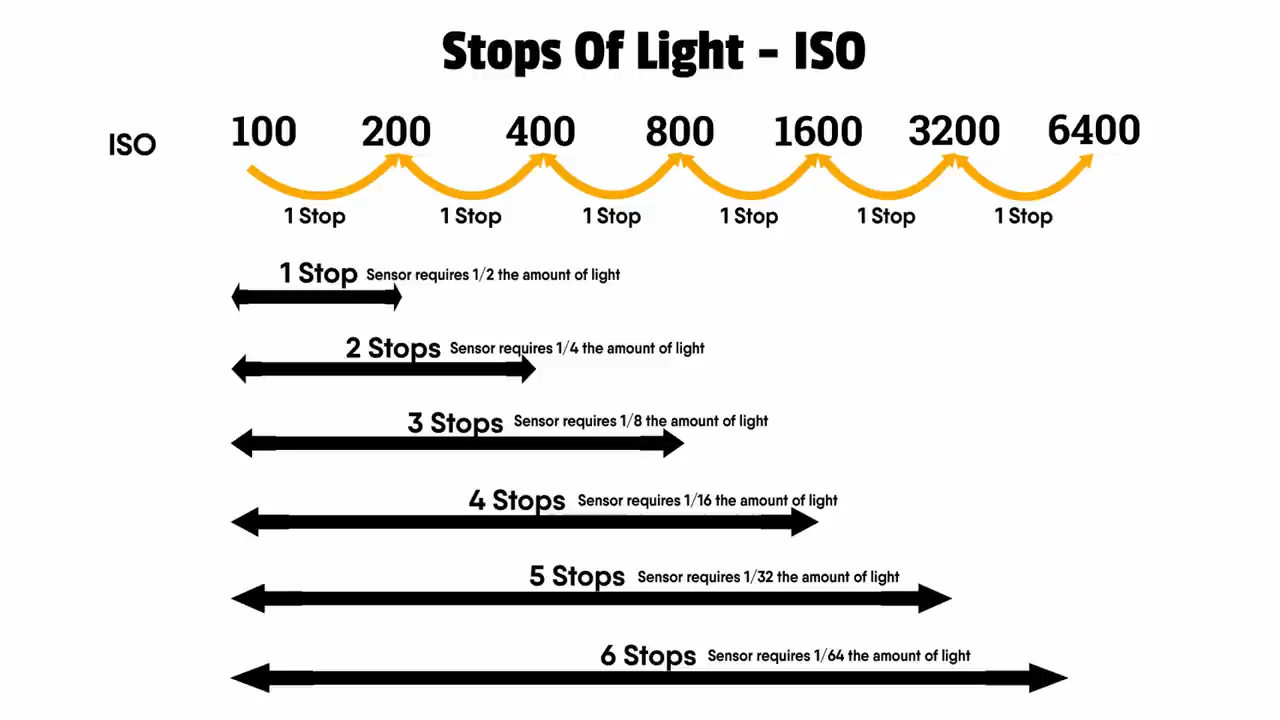 Stops Of Light - ISO
ISO 100 200 400 800 1600 3200 6400
1 Stop 1 Stop 1 Stop 1 Stop 1 Stop 1 Stop
1 Stop Sensor requires 1/2 the amount of light
2 Stops Sensor requires 1/4 the amount of light
3 Stops Sensor requires 1/8 the amount of light
4 Stops Sensor requires 1/16 the amount of light
5 Stops Sensor requires 1/32 the amount of light
6 Stops Sensor requires 1/64 the amount of light